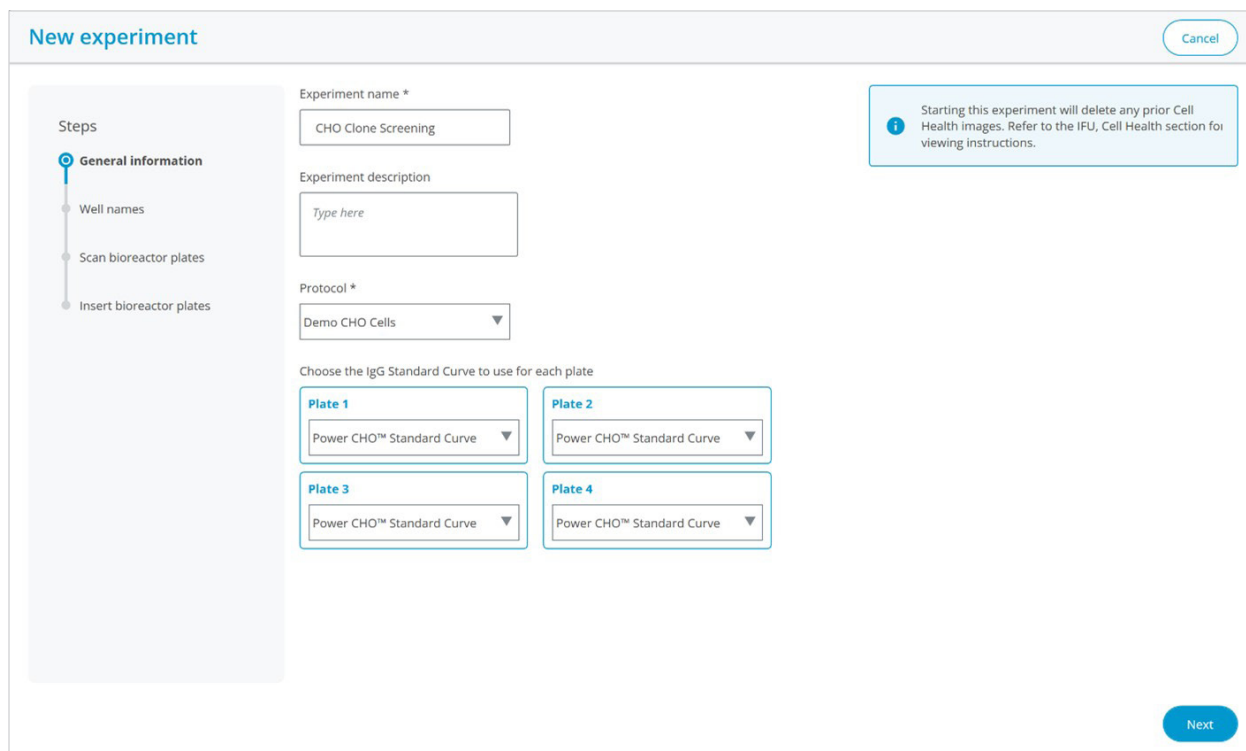 New experiment
Cancel
Steps
General information
Well names
Scan bioreactor plates
Insert bioreactor plates
Experiment name *
CHO Clone Screening
Experiment description
Type here
Protocol *
Demo CHO Cells
Choose the IgG Standard Curve to use for each plate
Plate 1
Power CHO™ Standard Curve
Plate 2
Power CHO™ Standard Curve
Plate 3
Power CHO™ Standard Curve
Plate 4
Power CHO™ Standard Curve
Starting this experiment will delete any prior Cell
Health images. Refer to the IFU, Cell Health section for
viewing instructions.
Next